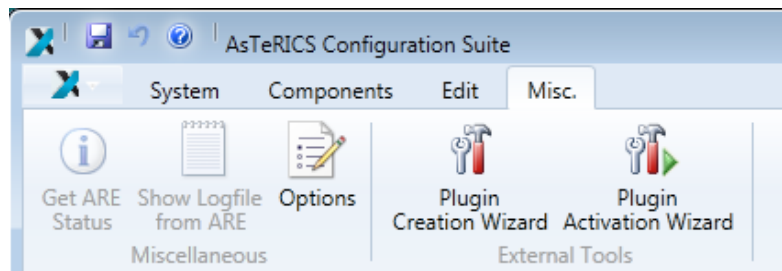 AsTeRICS Configuration Suite
System Components Edit Misc.
Get ARE Show Logfile Options Plugin Plugin
Status from ARE Creation Wizard Activation Wizard
Miscellaneous External Tools